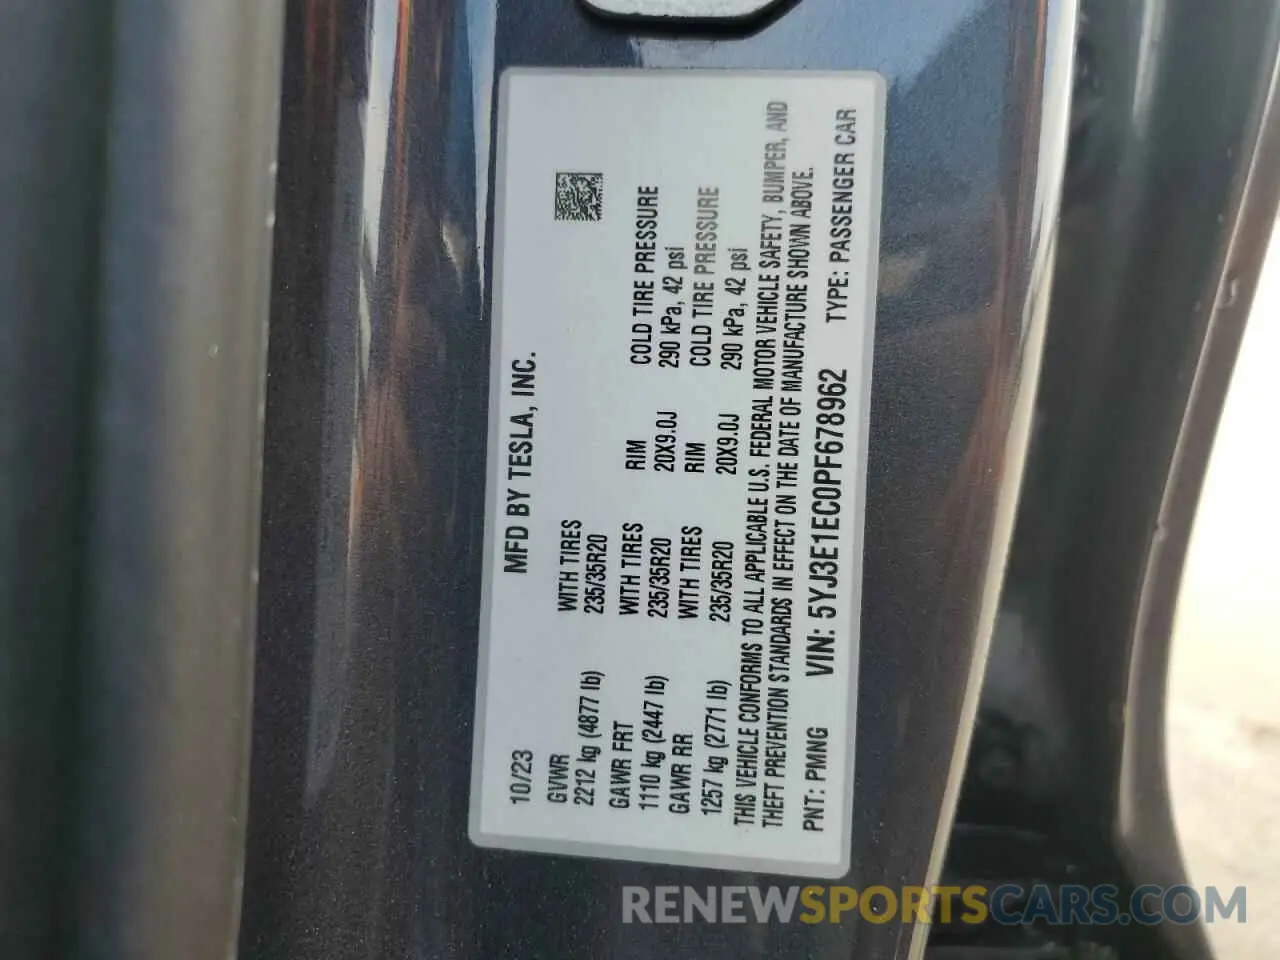 10/23 MFD BY TESLA, INC.
GVWR WITH TIRES
2212 kg (4877 lb) 235/35R20
GAWR FRT WITH TIRES RIM COLD TIRE PRESSURE
1110 kg (2447 lb) 235/35R20 20X9.0J 290 kPa, 42 psi
GAWR RR WITH TIRES RIM COLD TIRE PRESSURE
1257 kg (2771 lb) 235/35R20 20X9.0J 290 kPa, 42 psi
THIS VEHICLE CONFORMS TO ALL APPLICABLE U.S. FEDERAL MOTOR VEHICLE SAFETY, BUMPER, AND
THEFT PREVENTION STANDARDS IN EFFECT ON THE DATE OF MANUFACTURE SHOWN ABOVE.
PNT: PMNG VIN: 5YJ3E1EC0PF678962 TYPE: PASSENGER CAR
RENEWSPORTSCARS.COM